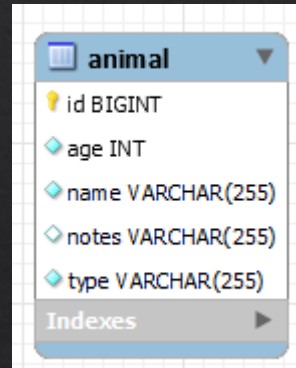 animal
id BIGINT
age INT
name VARCHAR(255)
notes VARCHAR(255)
type VARCHAR(255)
Indexes